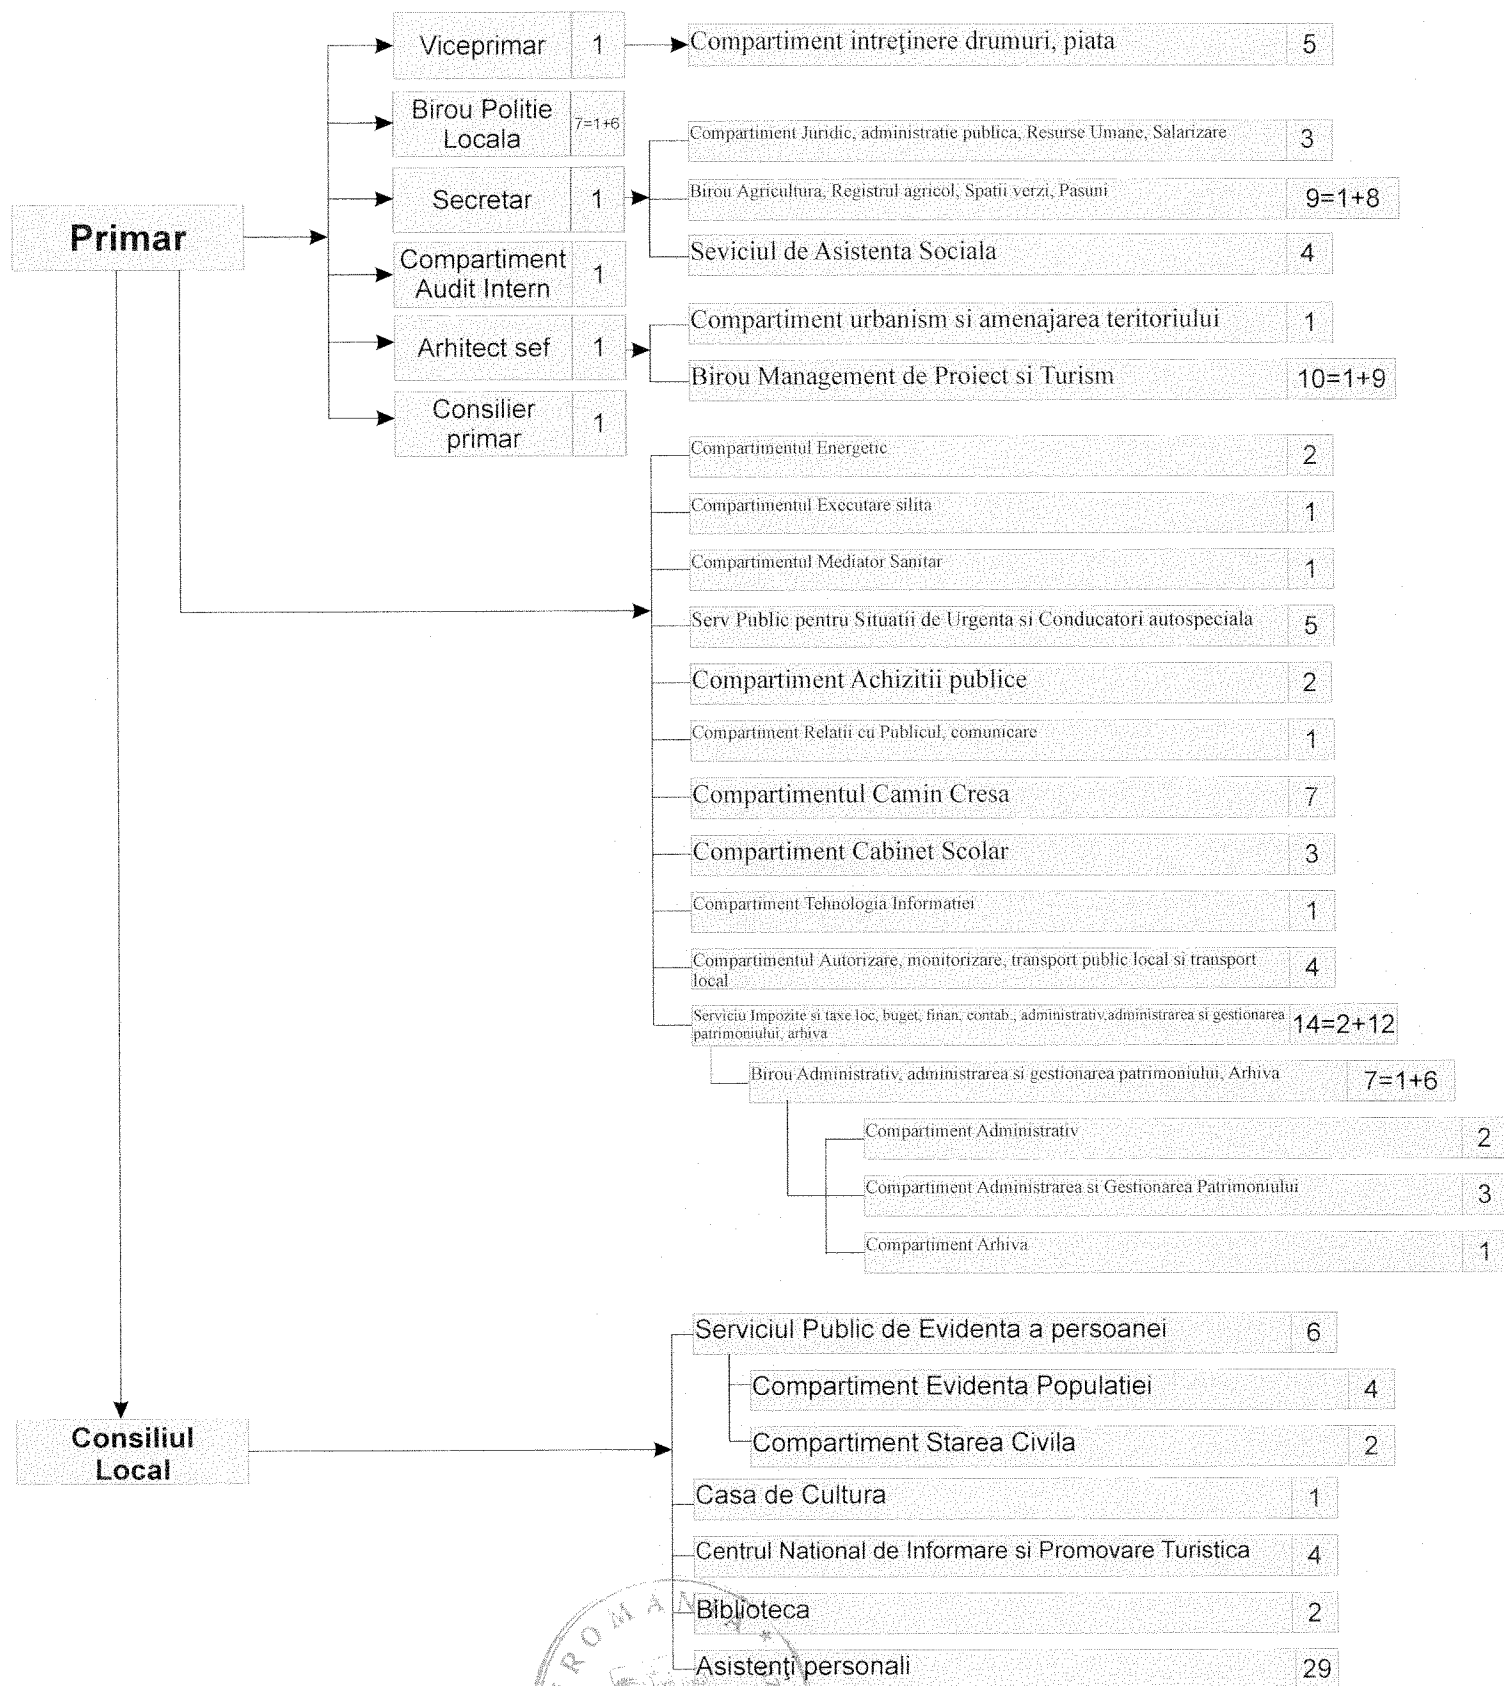 Viceprimar 1
Compartiment intreţinere drumuri, piata 5
Birou Politie
Locala
7=1+6
Compartiment Juridic, administratie publica, Resurse Umane, Salarizare 3
Secretar 1
Birou Agricultura, Registrul agricol, Spatii verzi, Pasuni 9=1+8
Primar
Seviciul de Asistenta Sociala 4
Compartiment
Audit Intern
1
Compartiment urbanism si amenajarea teritoriului 1
Arhitect sef 1
Birou Management de Proiect si Turism 10=1+9
Consilier
primar
1
Compartimentul Energetic 2
Compartimentul Executare silita 1
Compartimentul Mediator Sanitar 1
Serv Public pentru Situatii de Urgenta si Conducatori autospeciala 5
Compartiment Achizitii publice 2
Compartiment Relatii cu Publicul, comunicare 1
Compartimentul Camin Cresa 7
Compartiment Cabinet Scolar 3
Compartiment Tehnologia Informatiei 1
Compartimentul Autorizare, monitorizare, transport public local si transport
local
4
Serviciu Impozite si taxe loc, buget, finan, contab., administrativ,administrarea si gestionarea
patrimoniului, arhiva
14=2+12
Birou Administrativ, administrarea si gestionarea patrimoniului, Arhiva 7=1+6
Compartiment Administrativ 2
Compartiment Administrarea si Gestionarea Patrimoniului 3
Compartiment Arhiva 1
Serviciul Public de Evidenta a persoanei 6
Compartiment Evidenta Populatiei 4
Consiliul
Local
Compartiment Starea Civila 2
Casa de Cultura 1
Centrul National de Informare si Promovare Turistica 4
Biblioteca 2
Asistenţi personali 29
ROMÂNIA *